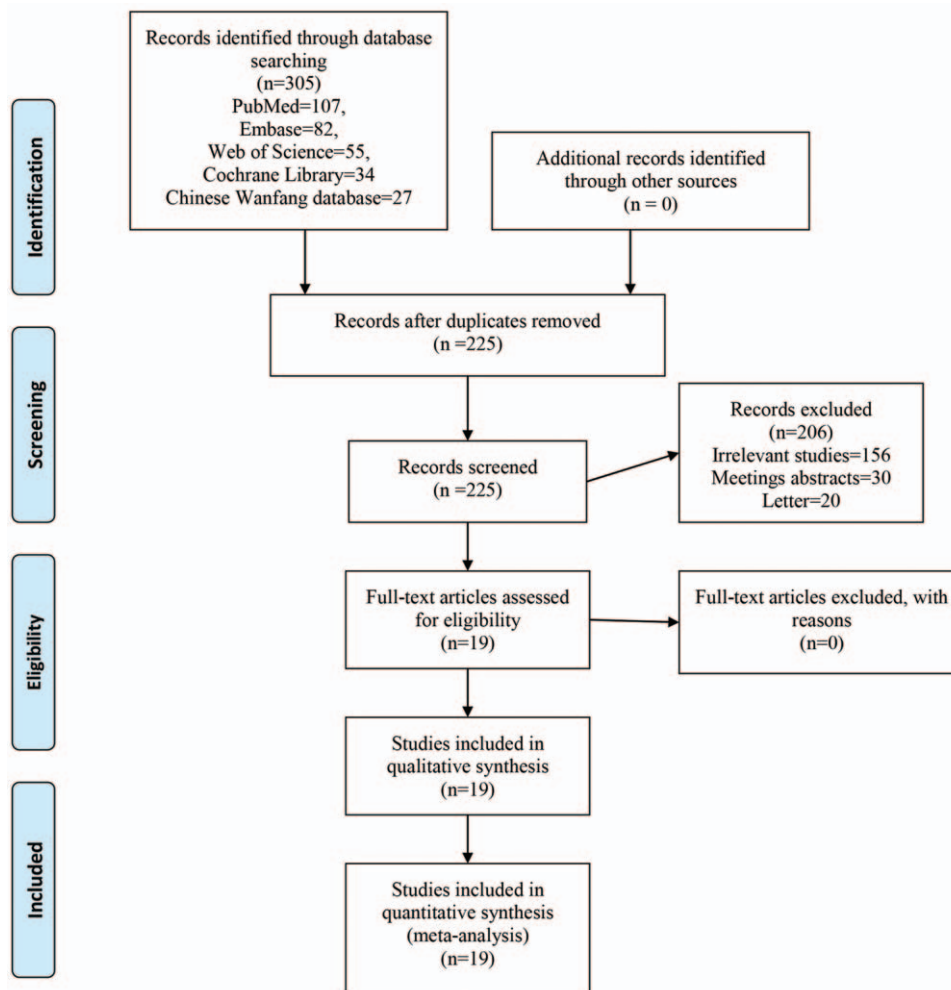 Identification
Records identified through database
searching
(n=305)
PubMed=107,
Embase=82,
Web of Science=55,
Cochrane Library=34
Chinese Wanfang database=27
Additional records identified
through other sources
(n = 0)
Records after duplicates removed
(n =225)
Screening
Records screened
(n =225)
Records excluded
(n=206)
Irrelevant studies=156
Meetings abstracts=30
Letter=20
Eligibility
Full-text articles assessed
for eligibility
(n=19)
Full-text articles excluded, with
reasons
(n=0)
Studies included in
qualitative synthesis
(n=19)
Included
Studies included in
quantitative synthesis
(meta-analysis)
(n=19)